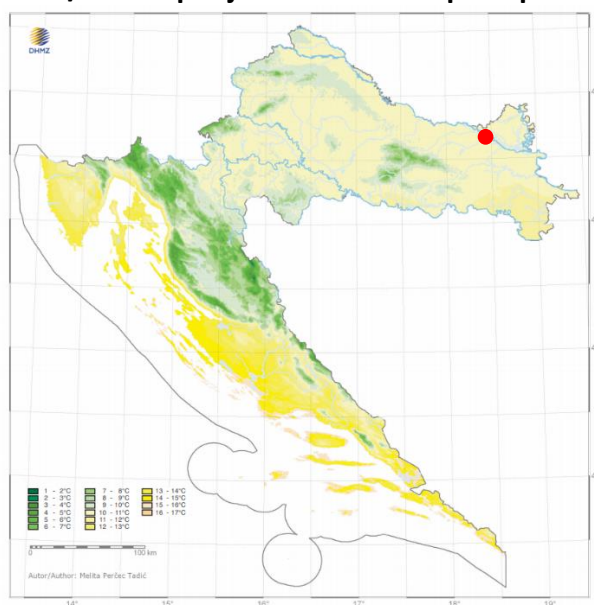 DHMZ
1 - 2°C
2 - 3°C
3 - 4°C
4 - 5°C
5 - 6°C
6 - 7°C
7 - 8°C
8 - 9°C
9 - 10°C
10 - 11°C
11 - 12°C
12 - 13°C
13 - 14°C
14 - 15°C
15 - 16°C
16 - 17°C
0 100 km
Autor/Author: Melita Perčec Tadić
14° 15° 16° 17° 18° 19°